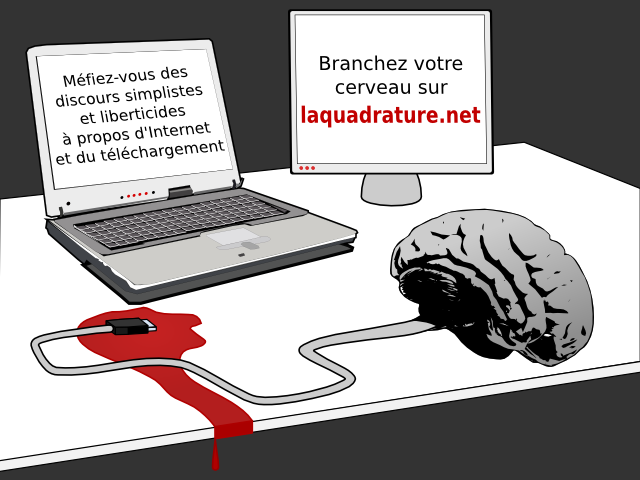 Méfiez-vous des
discours simplistes
et liberticides
à propos d'Internet
et du téléchargement
Branchez votre
cerveau sur
laquadrature.net